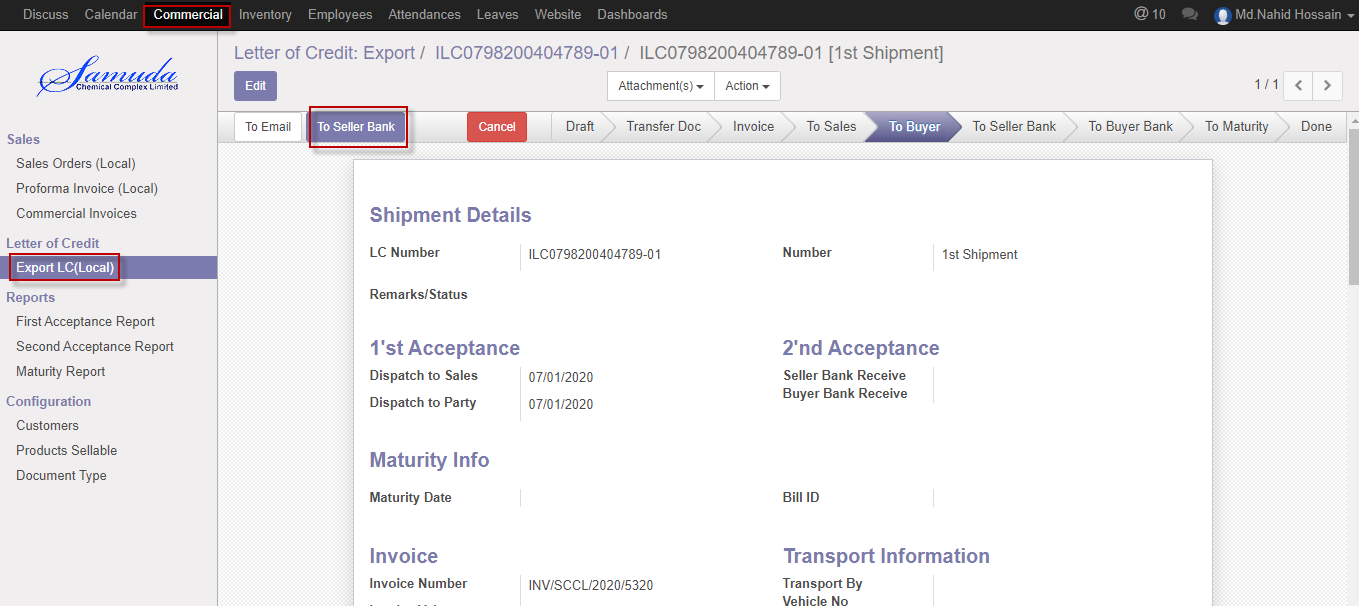 Discuss Calendar Commercial Inventory Employees Attendances Leaves Website Dashboards @ 10 Md.Nahid Hossain
Samuda
Chemical Complex Limited
Letter of Credit: Export / ILC0798200404789-01 / ILC0798200404789-01 [1st Shipment]
Edit Attachment(s) Action 1 / 1
To Email To Seller Bank Cancel Draft Transfer Doc Invoice To Sales To Buyer To Seller Bank To Buyer Bank To Maturity Done
Sales
Sales Orders (Local)
Proforma Invoice (Local)
Commercial Invoices
Letter of Credit
Export LC(Local)
Reports
First Acceptance Report
Second Acceptance Report
Maturity Report
Configuration
Customers
Products Sellable
Document Type
Shipment Details
LC Number ILC0798200404789-01 Number 1st Shipment
Remarks/Status
1'st Acceptance 2'nd Acceptance
Dispatch to Sales 07/01/2020 Seller Bank Receive
Buyer Bank Receive
Dispatch to Party 07/01/2020
Maturity Info
Maturity Date Bill ID
Invoice Transport Information
Invoice Number INV/SCCL/2020/5320 Transport By
Vehicle No